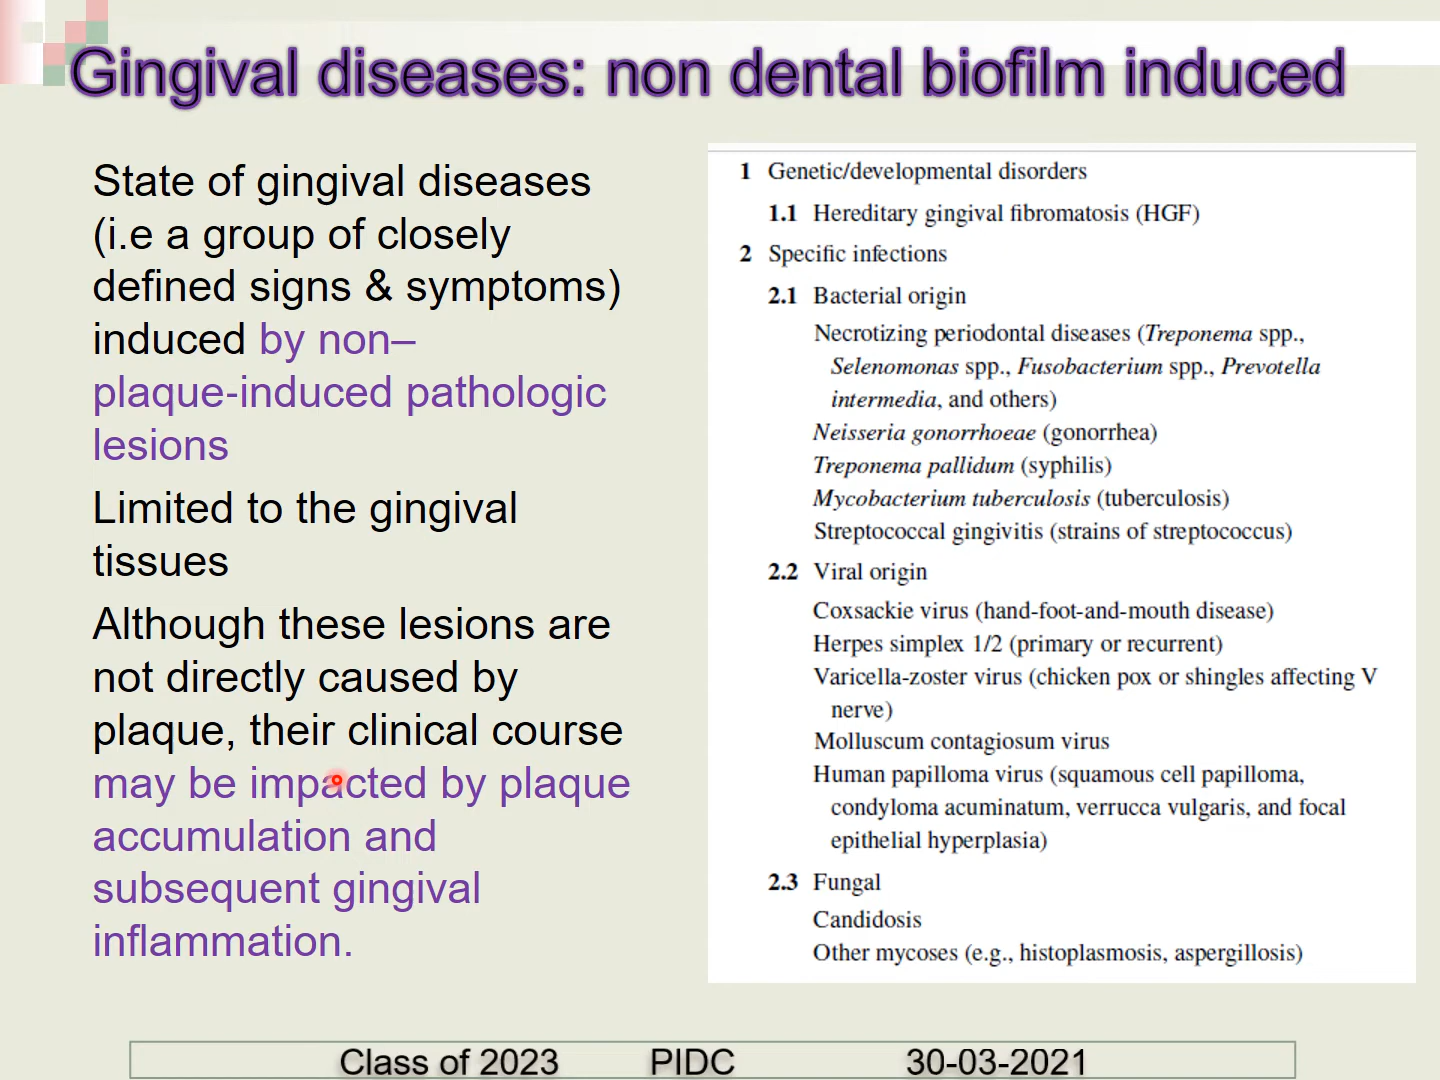 Gingival diseases: non dental biofilm induced
State of gingival diseases
(i.e a group of closely
defined signs & symptoms)
induced by non–
plaque-induced pathologic
lesions
Limited to the gingival
tissues
Although these lesions are
not directly caused by
plaque, their clinical course
may be impacted by plaque
accumulation and
subsequent gingival
inflammation.
1 Genetic/developmental disorders
1.1 Hereditary gingival fibromatosis (HGF)
2 Specific infections
2.1 Bacterial origin
Necrotizing periodontal diseases (Treponema spp.,
Selenomonas spp., Fusobacterium spp., Prevotella
intermedia, and others)
Neisseria gonorrhoeae (gonorrhea)
Treponema pallidum (syphilis)
Mycobacterium tuberculosis (tuberculosis)
Streptococcal gingivitis (strains of streptococcus)
2.2 Viral origin
Coxsackie virus (hand-foot-and-mouth disease)
Herpes simplex 1/2 (primary or recurrent)
Varicella-zoster virus (chicken pox or shingles affecting V
nerve)
Molluscum contagiosum virus
Human papilloma virus (squamous cell papilloma,
condyloma acuminatum, verrucca vulgaris, and focal
epithelial hyperplasia)
2.3 Fungal
Candidosis
Other mycoses (e.g., histoplasmosis, aspergillosis)
Class of 2023 PIDC 30-03-2021